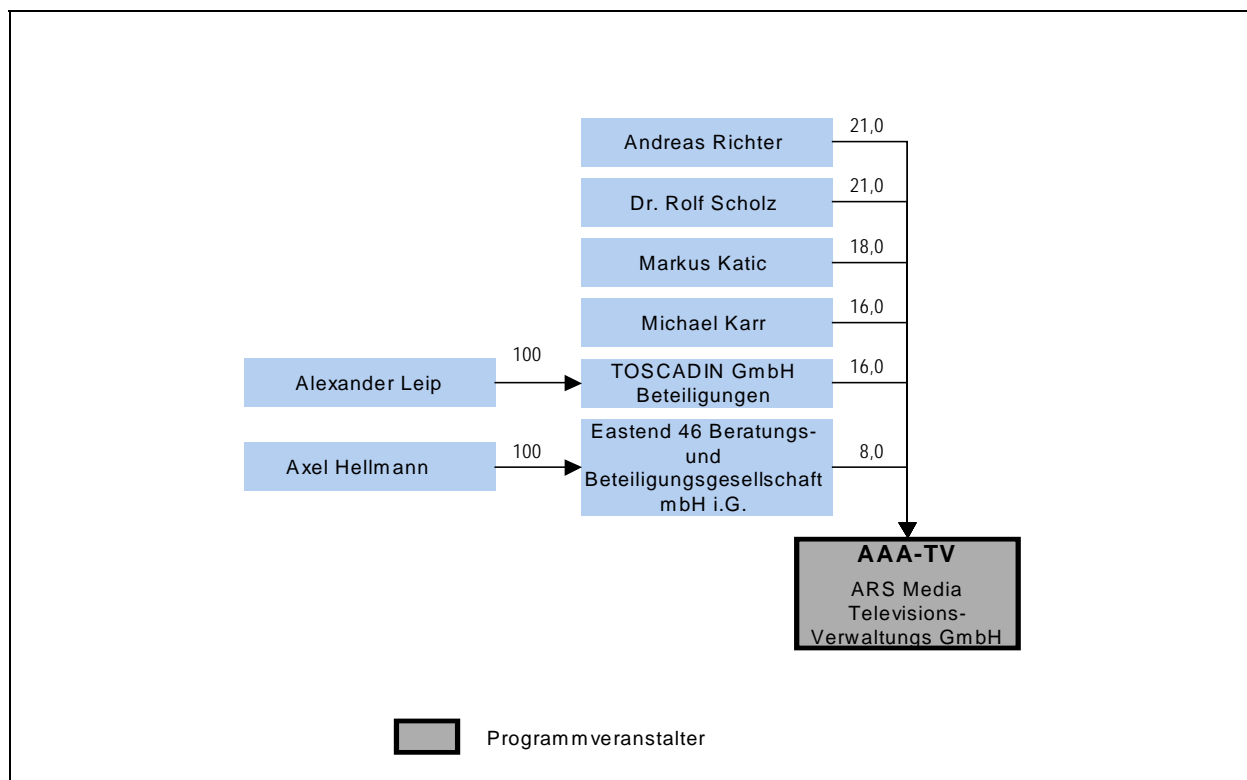 21,0
Andreas Richter
21,0
Dr. Rolf Scholz
18,0
Markus Katic
16,0
Michael Karr
100
16,0
Alexander Leip
TOSCADIN GmbH
Beteiligungen
100
8,0
Axel Hellmann
Eastend 46 Beratungs-
und
Beteiligungsgesellschaft
mbH i.G.
AAA-TV
ARS Media
Televisions-
Verwaltungs GmbH
Programmveranstalter